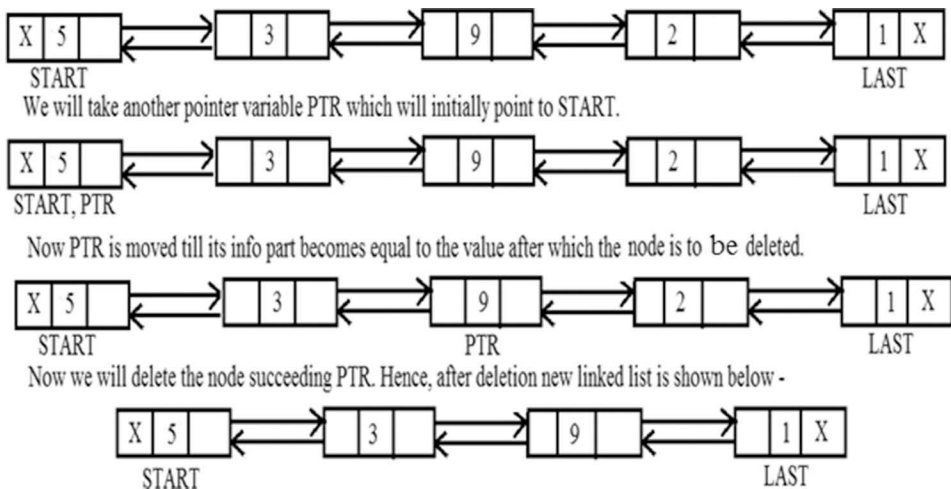 X 5 3 9 2 1 X
START LAST
We will take another pointer variable PTR which will initially point to START.
X 5 3 9 2 1 X
START, PTR LAST
Now PTR is moved till its info part becomes equal to the value after which the node is to be deleted.
X 5 3 9 2 1 X
START PTR LAST
Now we will delete the node succeeding PTR. Hence, after deletion new linked list is shown below -
X 5 3 9 1 X
START LAST